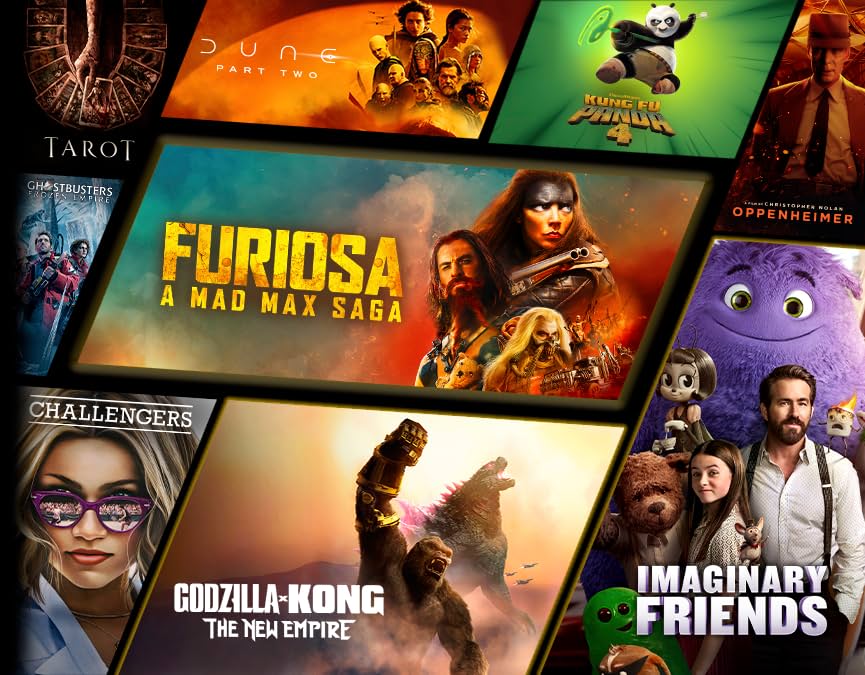 TAROT
DUNE
PART TWO
KUNG FU
PANDA
4
A FILM BY CHRISTOPHER NOLAN
OPPENHEIMER
GHOSTBUSTERS
FROZEN EMPIRE
FURIOSA
A MAD MAX SAGA
CHALLENGERS
GODZILLA×KONG
THE NEW EMPIRE
IMAGINARY
FRIENDS